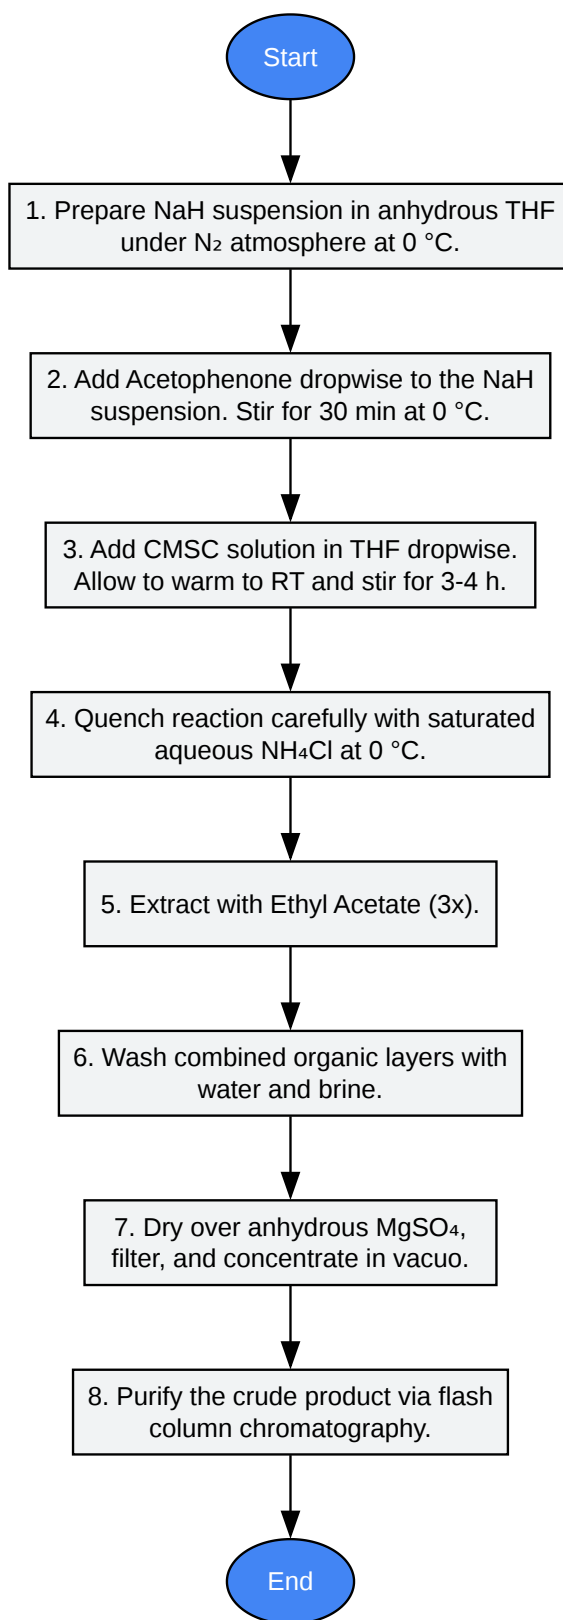 Start
1. Prepare NaH suspension in anhydrous THF
under N₂ atmosphere at 0 °C.
2. Add Acetophenone dropwise to the NaH
suspension. Stir for 30 min at 0 °C.
3. Add CMSC solution in THF dropwise.
Allow to warm to RT and stir for 3-4 h.
4. Quench reaction carefully with saturated
aqueous NH₄Cl at 0 °C.
5. Extract with Ethyl Acetate (3x).
6. Wash combined organic layers with
water and brine.
7. Dry over anhydrous MgSO₄,
filter, and concentrate in vacuo.
8. Purify the crude product via flash
column chromatography.
End